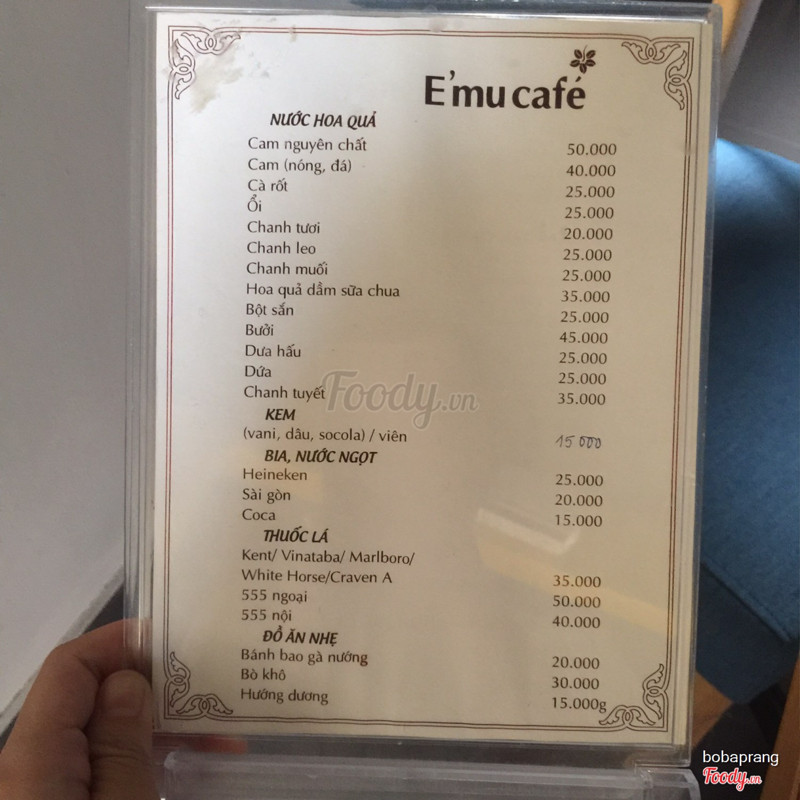 E'mu café
NƯỚC HOA QUẢ
Cam nguyên chất 50.000
Cam (nóng, đá) 40.000
Cà rốt 25.000
Ổi 25.000
Chanh tươi 20.000
Chanh leo 25.000
Chanh muối 25.000
Hoa quả dầm sữa chua 35.000
Bột sắn 25.000
Bưởi 45.000
Dưa hấu 25.000
Dứa 25.000
Chanh tuyết 35.000
Foody.vn
KEM
(vani, dâu, socola) / viên 15 000
BIA, NƯỚC NGỌT
Heineken 25.000
Sài gòn 20.000
Coca 15.000
THUỐC LÁ
Kent/ Vinataba/ Marlboro/
White Horse/Craven A 35.000
555 ngoại 50.000
555 nội 40.000
ĐỒ ĂN NHẸ
Bánh bao gà nướng 20.000
Bò khô 30.000
Hướng dương 15.000g
bobaprang
Foody.vn